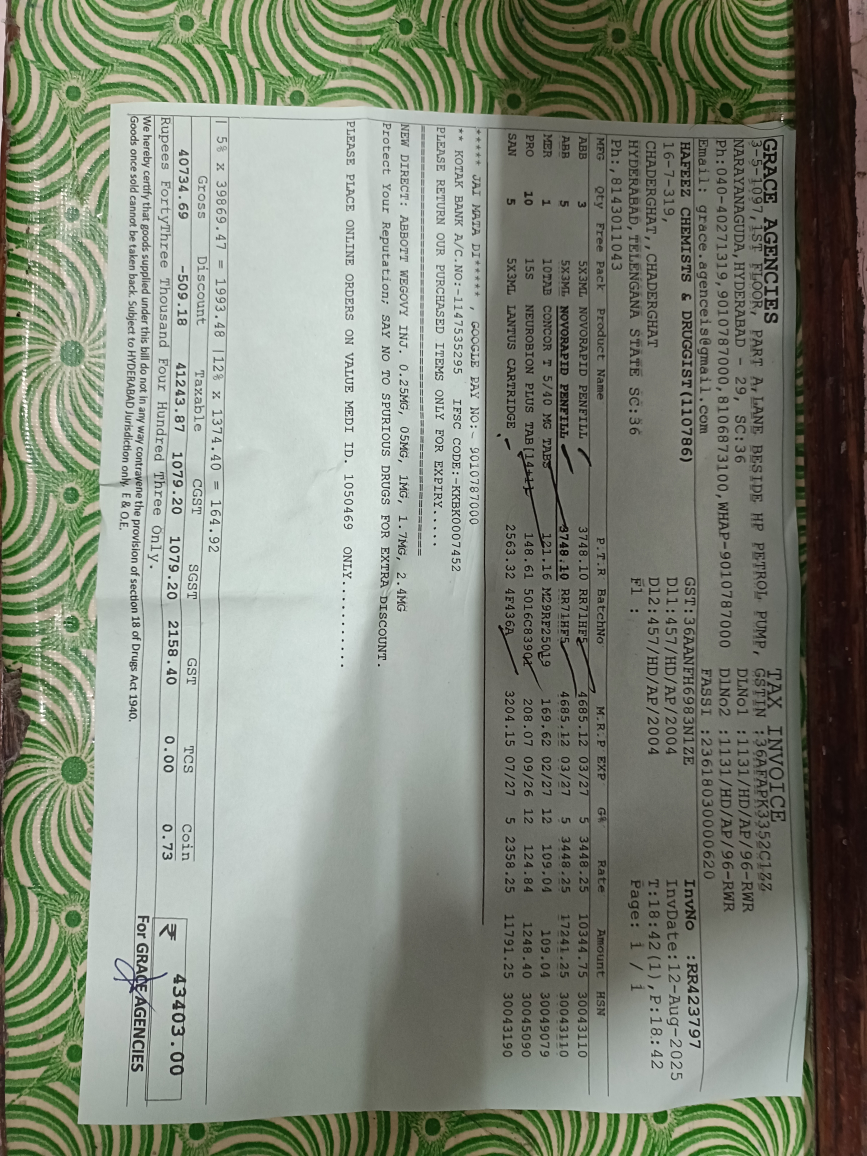 GRACE AGENCIES TAX INVOICE
3-5-1097,1ST FLOOR, PART A,LANE BESIDE HP PETROL PUMP, GSTIN :36AFAPK3352C1ZZ
NARAYANAGUDA,HYDERABAD - 29, SC:36 DLNo1 :1131/HD/AP/96-RWR
Ph:040-40271319,9010787000,8106873100,WHAP-9010787000 DLNo2 :1131/HD/AP/96-RWR
Email: grace.agenceis@gmail.com FASSI :23618030000620
HAFEEZ CHEMISTS & DRUGGIST(110786) GST:36AANFH6983N1ZE InvNo :RR423797
16-7-319, D11:457/HD/AP/2004 InvDate:12-Aug-2025
CHADERGHAT,,CHADERGHAT D12:457/HD/AP/2004 T:18:42(1),P:18:42
HYDERABAD,TELENGANA STATE SC:36 Fl : Page: 1 / 1
Ph:,8143011043
MFG Qty Free Pack Product Name P.T.R BatchNo M.R.P EXP G% Rate Amount HSN
ABB 3 5X3ML NOVORAPID PENFILL 3748.10 RR71HF5 4685.12 03/27 5 3448.25 10344.75 30043110
ABB 5 5X3ML NOVORAPID PENFILL 3748.10 RR71HF5 4685.12 03/27 5 3448.25 17241.25 30043110
MER 1 10TAB CONCOR T 5/40 MG TABS 121.16 M29RF25019 169.62 02/27 12 109.04 109.04 30049079
PRO 10 15S NEUROBION PLUS TAB(14+1) 148.61 5016C83901 208.07 09/26 12 124.84 1248.40 30045090
SAN 5 5X3ML LANTUS CARTRIDGE 2563.32 4F436A 3204.15 07/27 5 2358.25 11791.25 30043190
***** JAI MATA DI***** , GOOGLE PAY NO:- 9010787000
** KOTAK BANK A/C.NO:-1147535295 IFSC CODE:-KKBK0007452
PLEASE RETURN OUR PURCHASED ITEMS ONLY FOR EXPIRY.....
NEW DIRECT: ABBOTT WEGOVY INJ. 0.25MG, 05MG, 1MG, 1.7MG, 2.4MG
Protect Your Reputation, SAY NO TO SPURIOUS DRUGS FOR EXTRA DISCOUNT.
PLEASE PLACE ONLINE ORDERS ON VALUE MEDI ID. 1050469 ONLY...........
| 5% x 39869.47 = 1993.48 |12% x 1374.40 = 164.92
Gross Discount Taxable CGST SGST GST TCS Coin
40734.69 -509.18 41243.87 1079.20 1079.20 2158.40 0.00 0.73 ₹ 43403.00
Rupees FortyThree Thousand Four Hundred Three Only.
We hereby certify that goods supplied under this bill do not in any way contravene the provision of section 18 of Drugs Act 1940.
Goods once sold cannot be taken back. Subject to HYDERABAD Jurisdiction only. E & O.E.
For GRACE AGENCIES